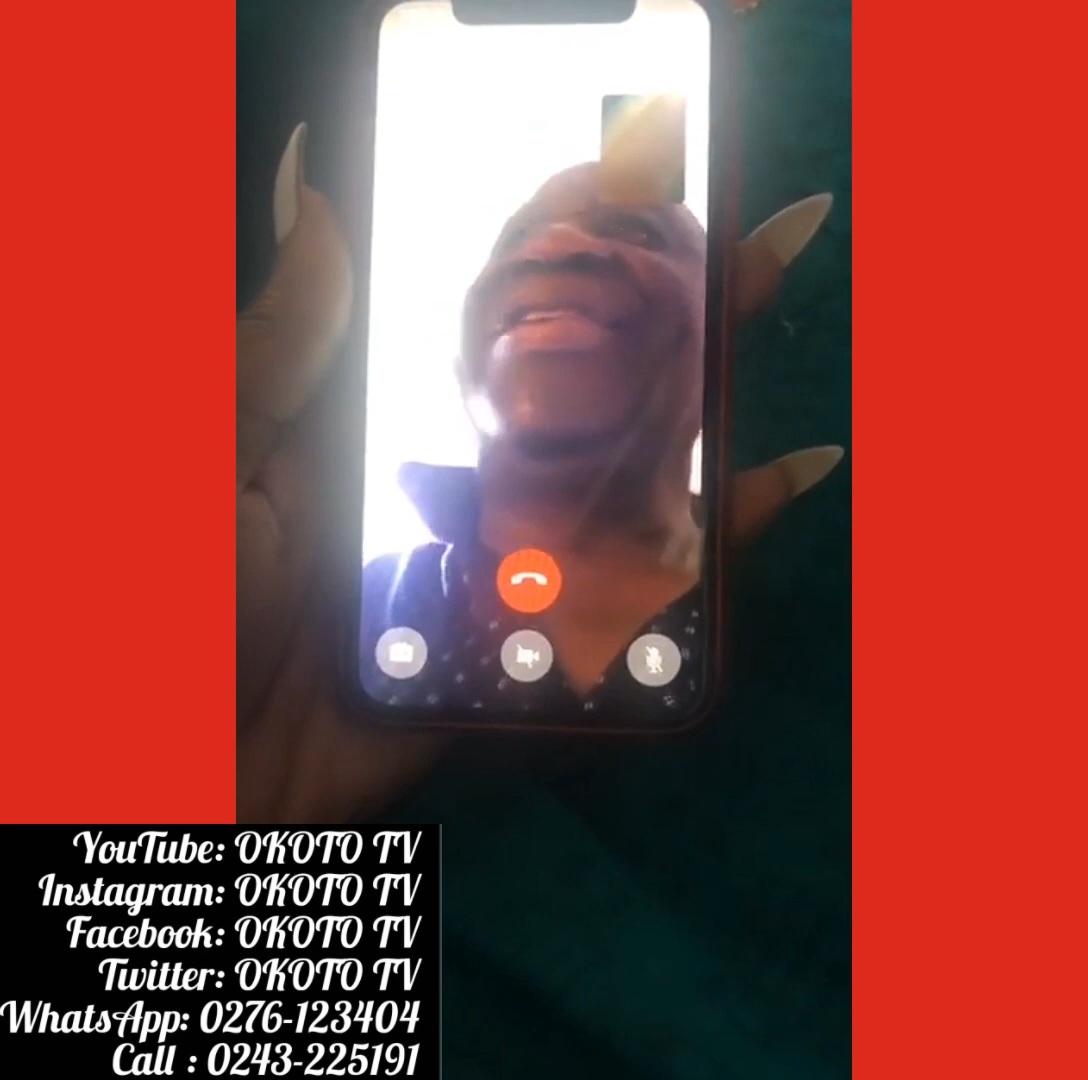 YouTube: OKOTO TV
Instagram: OKOTO TV
Facebook: OKOTO TV
Twitter: OKOTO TV
WhatsApp: 0276-123404
Call : 0243-225191